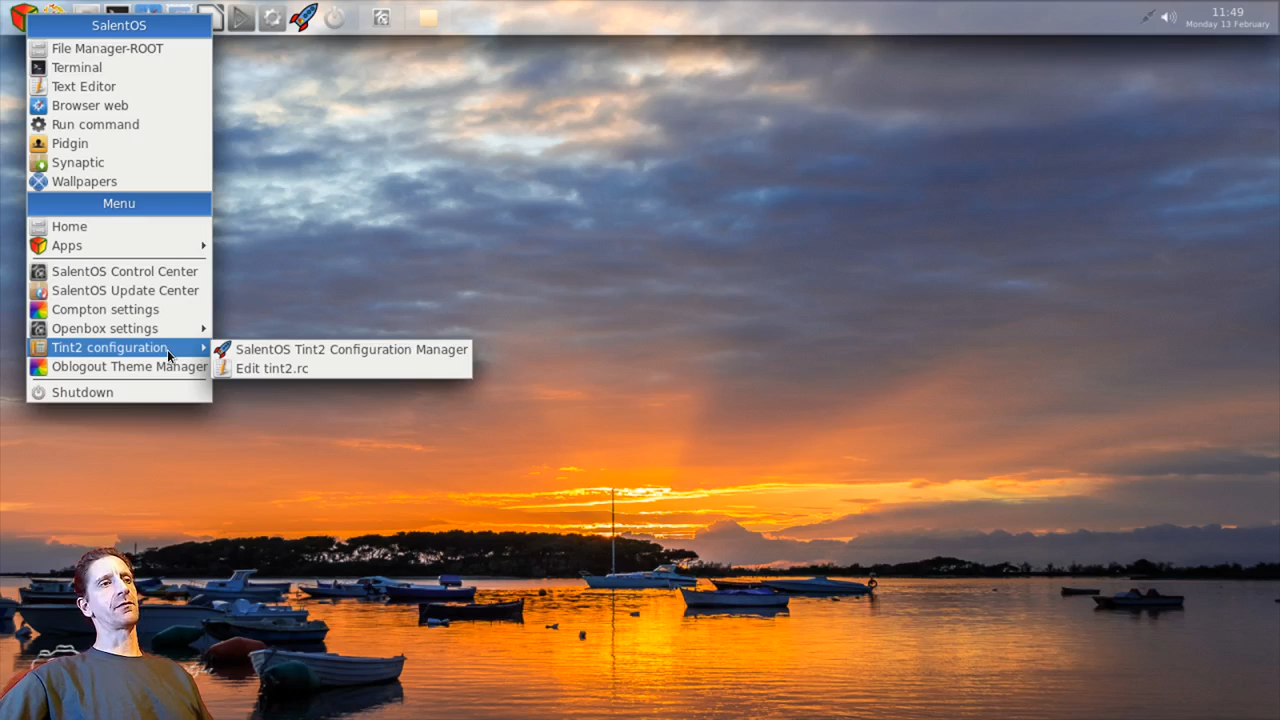 11:49
Monday 13 February
SalentOS
File Manager-ROOT
Terminal
Text Editor
Browser web
Run command
Pidgin
Synaptic
Wallpapers
Menu
Home
Apps
SalentOS Control Center
SalentOS Update Center
Compton settings
Openbox settings
Tint2 configuration
SalentOS Tint2 Configuration Manager
Edit tint2.rc
Oblogout Theme Manager
Shutdown